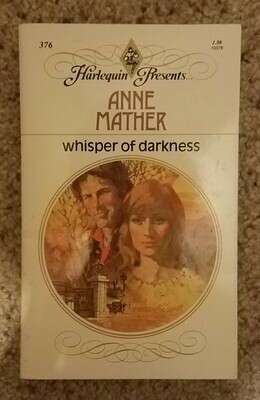 376
1.50
Harlequin Presents...
ANNE
MATHER
whisper of darkness